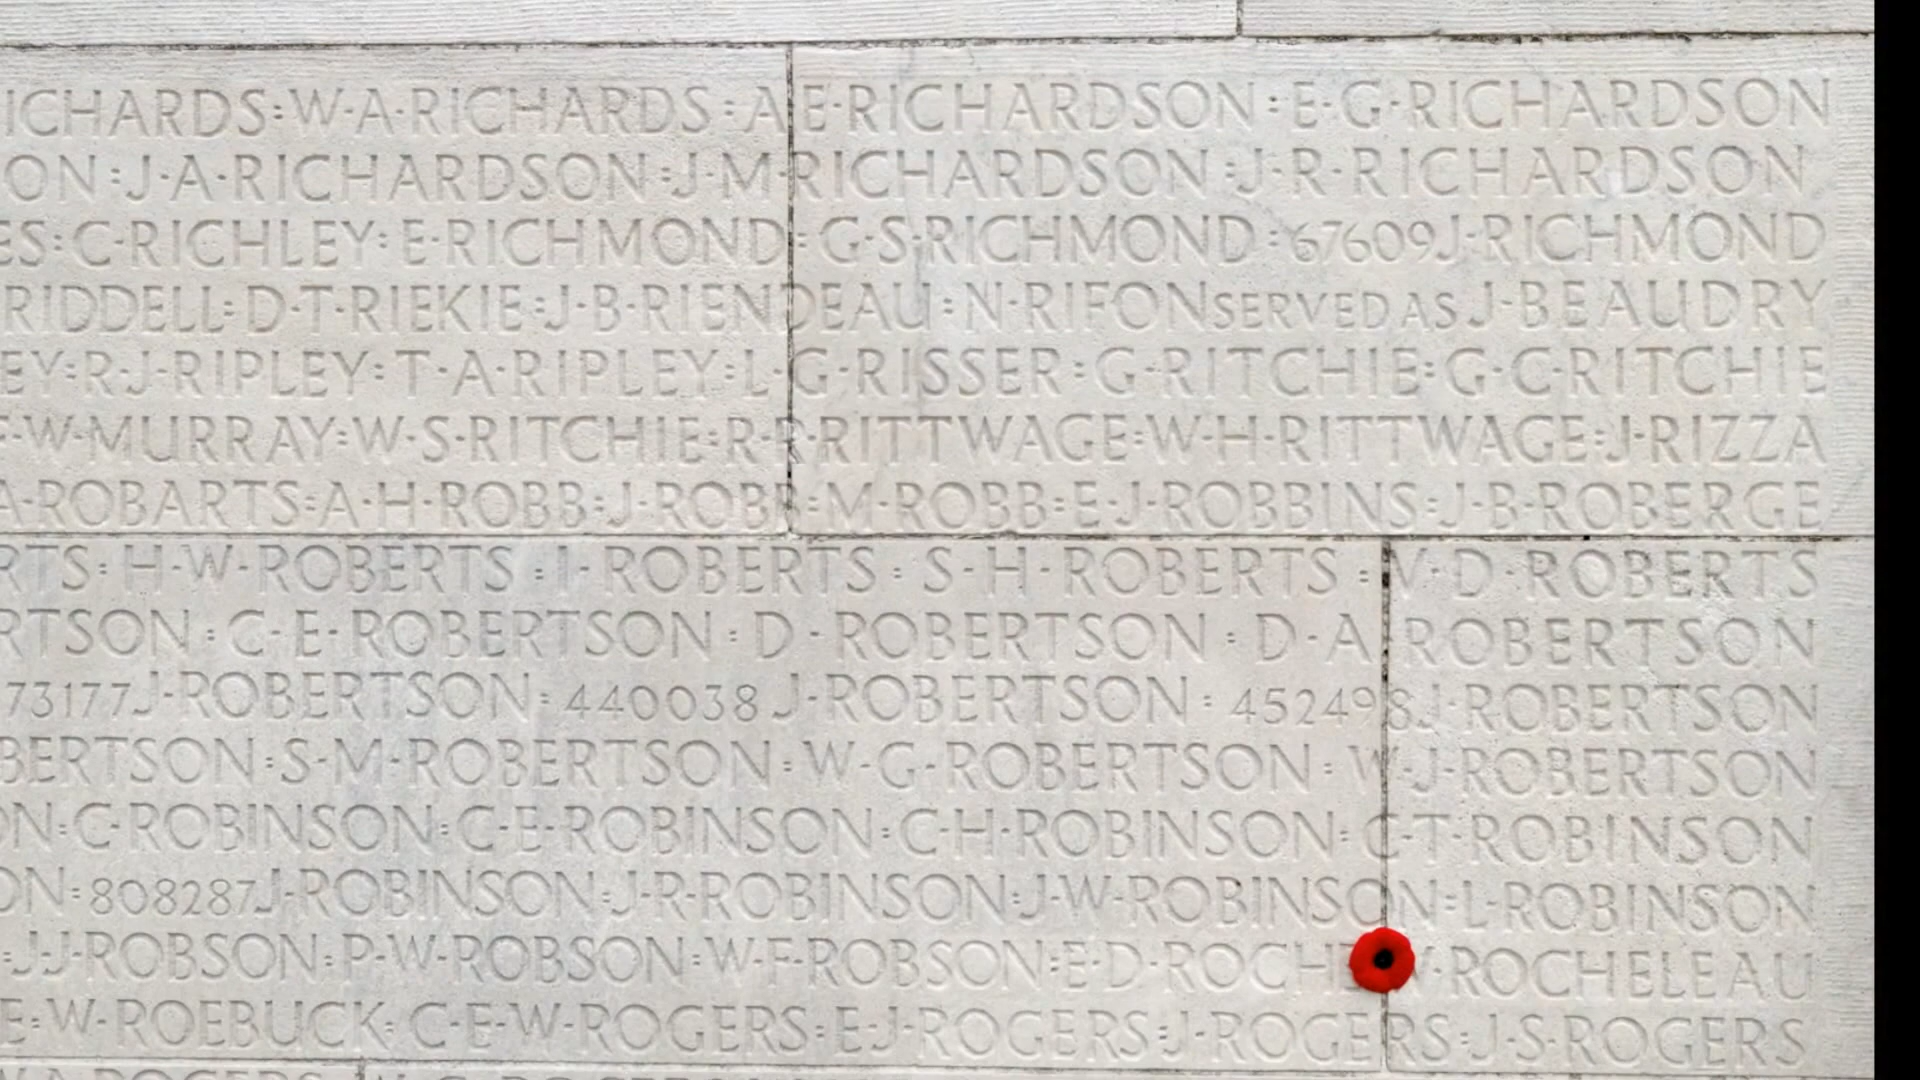 ICHARDS:W·A·RICHARDS:A·E·RICHARDSON:E·G·RICHARDSON
ON:J·A·RICHARDSON:J·M·RICHARDSON:J·R·RICHARDSON
ES:C·RICHLEY:E·RICHMOND:G·S·RICHMOND:67609 J·RICHMOND
RIDDELL:D·T·RIEKIE:J·B·RIENDEAU:N·RIFON SERVED AS J·BEAUDRY
EY:R·J·RIPLEY:T·A·RIPLEY:L·G·RISSER:G·RITCHIE:G·C·RITCHIE
W·MURRAY:W·S·RITCHIE:R·R·RITTWAGE:W·H·RITTWAGE:J·RIZZA
A·ROBARTS:A·H·ROBB:J·ROBB:M·ROBB:E·J·ROBBINS:J·B·ROBERGE
RTS:H·W·ROBERTS:I·ROBERTS:S·H·ROBERTS:V·D·ROBERTS
RTSON:C·E·ROBERTSON:D·ROBERTSON:D·A·ROBERTSON
73177 J·ROBERTSON:440038 J·ROBERTSON:452498 J·ROBERTSON
BERTSON:S·M·ROBERTSON:W·G·ROBERTSON:W·J·ROBERTSON
ON:C·ROBINSON:C·E·ROBINSON:C·H·ROBINSON:C·T·ROBINSON
ON:808287 J·ROBINSON:J·R·ROBINSON:J·W·ROBINSON:L·ROBINSON
:J·J·ROBSON:P·W·ROBSON:W·F·ROBSON:E·D· ROCHELEAU
E·W·ROEBUCK:C·E·W·ROGERS:E·J·ROGERS:J·ROGERS:J·S·ROGERS